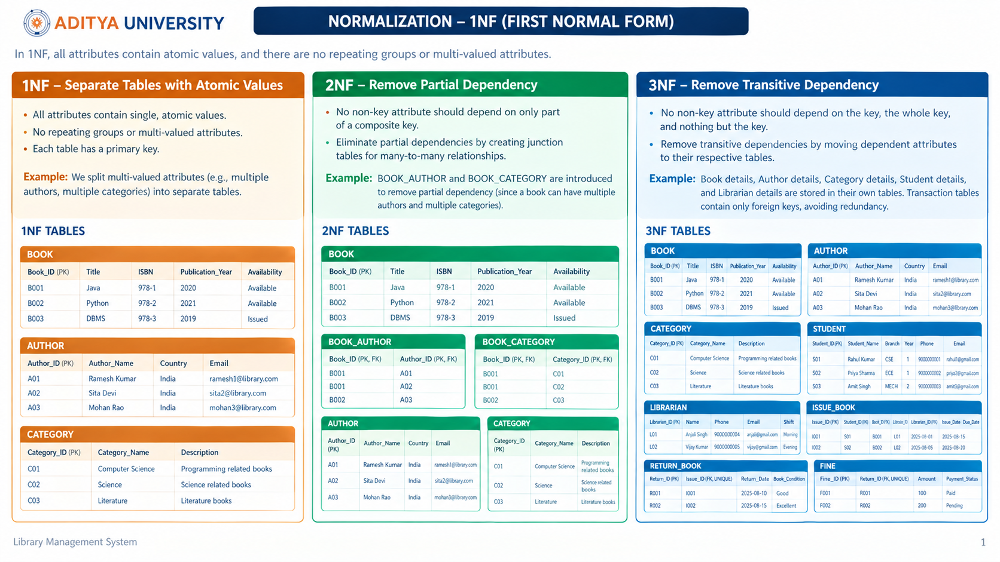 ADITYA UNIVERSITY
NORMALIZATION – 1NF (FIRST NORMAL FORM)
In 1NF, all attributes contain atomic values, and there are no repeating groups or multi-valued attributes.
1NF – Separate Tables with Atomic Values
• All attributes contain single, atomic values.
• No repeating groups or multi-valued attributes.
• Each table has a primary key.
Example: We split multi-valued attributes (e.g., multiple
authors, multiple categories) into separate tables.
1NF TABLES
BOOK
Book_ID (PK) Title ISBN Publication_Year Availability
B001 Java 978-1 2020 Available
B002 Python 978-2 2021 Available
B003 DBMS 978-3 2019 Issued
AUTHOR
Author_ID (PK) Author_Name Country Email
A01 Ramesh Kumar India ramesh1@library.com
A02 Sita Devi India sita2@library.com
A03 Mohan Rao India mohan3@library.com
CATEGORY
Category_ID (PK) Category_Name Description
C01 Computer Science Programming related books
C02 Science Science related books
C03 Literature Literature books
2NF – Remove Partial Dependency
• No non-key attribute should depend on only part
of a composite key.
• Eliminate partial dependencies by creating junction
tables for many-to-many relationships.
Example: BOOK_AUTHOR and BOOK_CATEGORY are introduced
to remove partial dependency (since a book can have multiple
authors and multiple categories).
2NF TABLES
BOOK
Book_ID (PK) Title ISBN Publication_Year Availability
B001 Java 978-1 2020 Available
B002 Python 978-2 2021 Available
B003 DBMS 978-3 2019 Issued
BOOK_AUTHOR
Book_ID (PK, FK) Author_ID (PK, FK)
B001 A01
B001 A02
B002 A03
BOOK_CATEGORY
Book_ID (PK, FK) Category_ID (PK, FK)
B001 C01
B001 C02
B002 C03
AUTHOR
Author_ID
(PK) Author_Name Country Email
A01 Ramesh Kumar India ramesh1@library.com
A02 Sita Devi India sita2@library.com
A03 Mohan Rao India mohan3@library.com
CATEGORY
Category_ID
(PK) Category_Name Description
C01 Computer Science Programming
related books
C02 Science Science related
books
C03 Literature Literature books
3NF – Remove Transitive Dependency
• No non-key attribute should depend on the key, the whole key,
and nothing but the key.
• Remove transitive dependencies by moving dependent attributes
to their respective tables.
Example: Book details, Author details, Category details, Student details,
and Librarian details are stored in their own tables. Transaction tables
contain only foreign keys, avoiding redundancy.
3NF TABLES
BOOK
Book_ID (PK) Title ISBN Publication_Year Availability
B001 Java 978-1 2020 Available
B002 Python 978-2 2021 Available
B003 DBMS 978-3 2019 Issued
AUTHOR
Author_ID (PK) Author_Name Country Email
A01 Ramesh Kumar India ramesh1@library.com
A02 Sita Devi India sita2@library.com
A03 Mohan Rao India mohan3@library.com
CATEGORY
Category_ID (PK) Category_Name Description
C01 Computer Science Programming related books
C02 Science Science related books
C03 Literature Literature books
STUDENT
Student_ID (PK) Student_Name Branch Year Phone Email
S01 Rahul Kumar CSE 1 9000000001 rahul1@gmail.com
S02 Priya Sharma ECE 1 9000000002 priya2@gmail.com
S03 Amit Singh MECH 2 9000000003 amit3@gmail.com
LIBRARIAN
Librarian_ID (PK) Name Phone Email Shift
L01 Anjali Singh 9000000004 anjali@gmail.com Morning
L02 Vijay Kumar 9000000005 vijay@gmail.com Evening
ISSUE_BOOK
Issue_ID (PK) Student_ID (FK) Book_ID (FK) Librarian_ID (FK) Issue_Date Due_Date
I001 S01 B001 L01 2025-08-01 2025-08-15
I002 S02 B002 L02 2025-08-05 2025-08-20
RETURN_BOOK
Return_ID (PK) Issue_ID (FK, UNIQUE) Return_Date Book_Condition
R001 I001 2025-08-10 Good
R002 I002 2025-08-15 Excellent
FINE
Fine_ID (PK) Return_ID (FK, UNIQUE) Amount Payment_Status
F001 R001 100 Paid
F002 R002 200 Pending
Library Management System
1